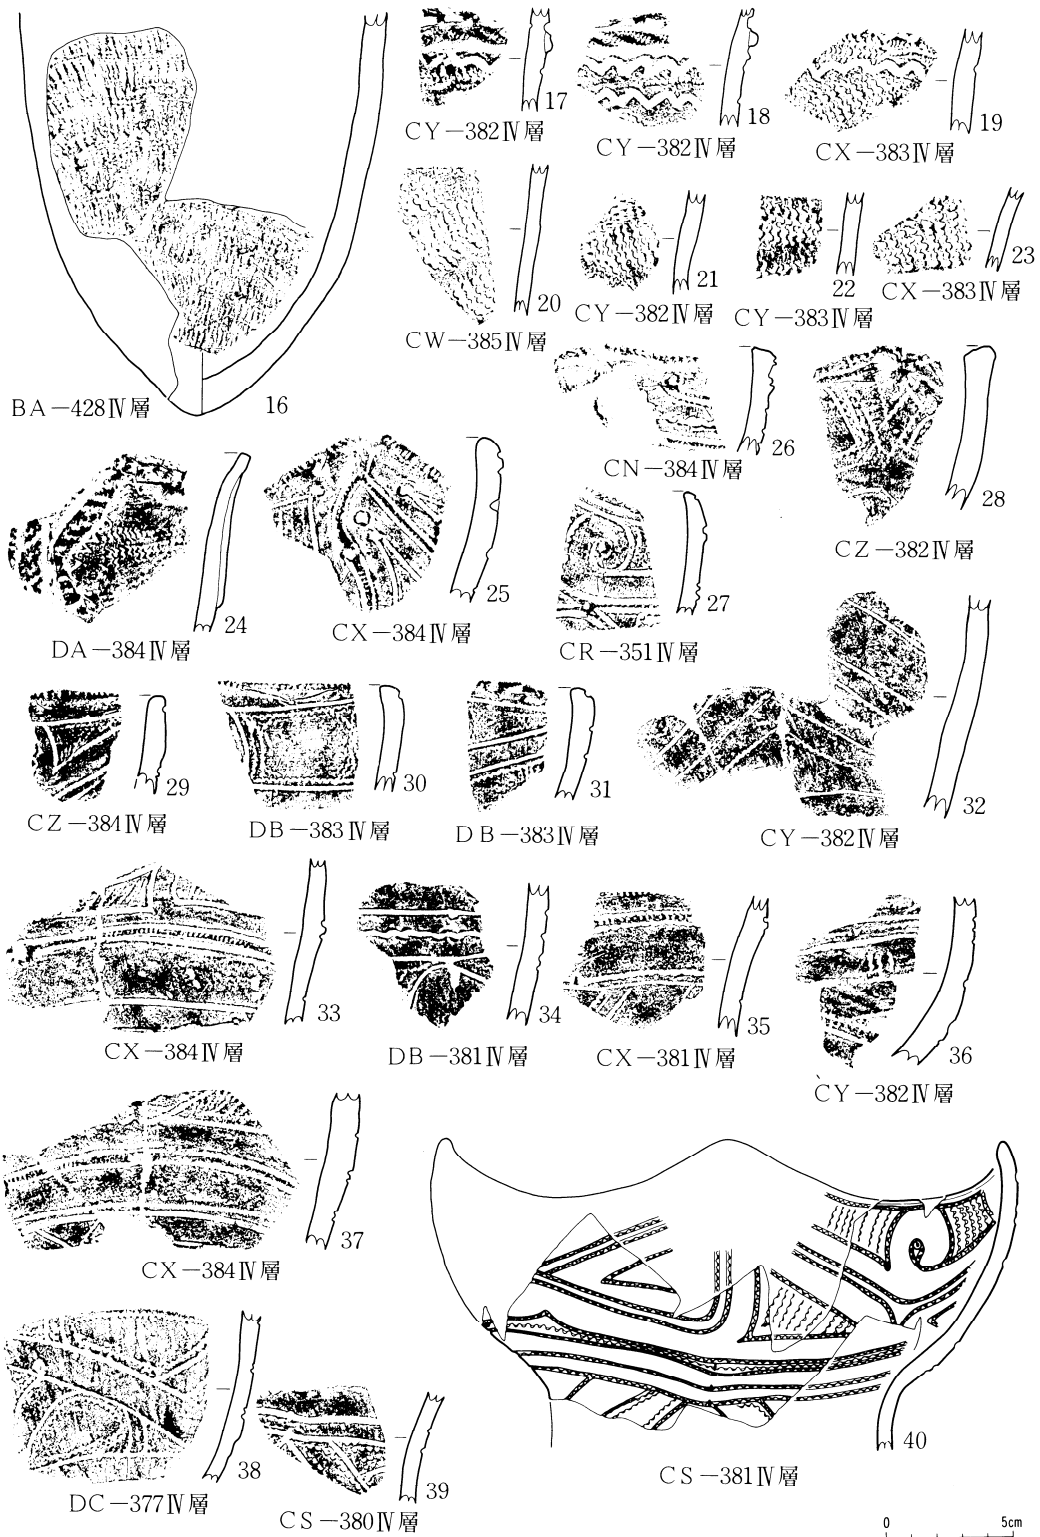 17
CY－382Ⅳ層
18
CY－382Ⅳ層
19
CX－383Ⅳ層
BA－428Ⅳ層
16
20
CW－385Ⅳ層
21
CY－382Ⅳ層
22
CY－383Ⅳ層
23
CX－383Ⅳ層
26
CN－384Ⅳ層
28
CZ－382Ⅳ層
24
DA－384Ⅳ層
25
CX－384Ⅳ層
27
CR－351Ⅳ層
29
CZ－384Ⅳ層
30
DB－383Ⅳ層
31
DB－383Ⅳ層
32
CY－382Ⅳ層
33
CX－384Ⅳ層
34
DB－381Ⅳ層
35
CX－381Ⅳ層
36
CY－382Ⅳ層
37
CX－384Ⅳ層
38
DC－377Ⅳ層
39
CS－380Ⅳ層
40
CS－381Ⅳ層
0 5cm